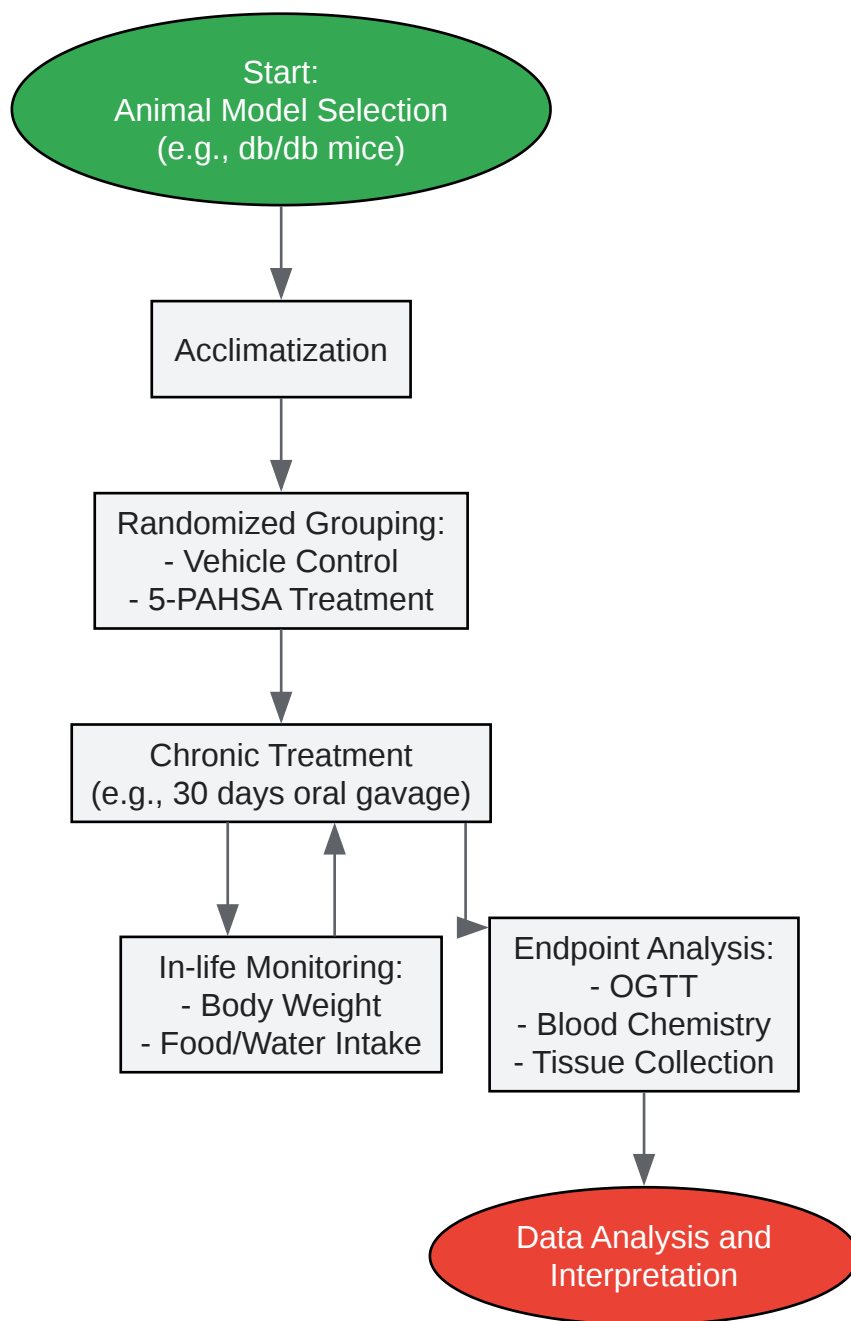 Start:
Animal Model Selection
(e.g., db/db mice)
Acclimatization
Randomized Grouping:
- Vehicle Control
- 5-PAHSA Treatment
Chronic Treatment
(e.g., 30 days oral gavage)
In-life Monitoring:
- Body Weight
- Food/Water Intake
Endpoint Analysis:
- OGTT
- Blood Chemistry
- Tissue Collection
Data Analysis and
Interpretation